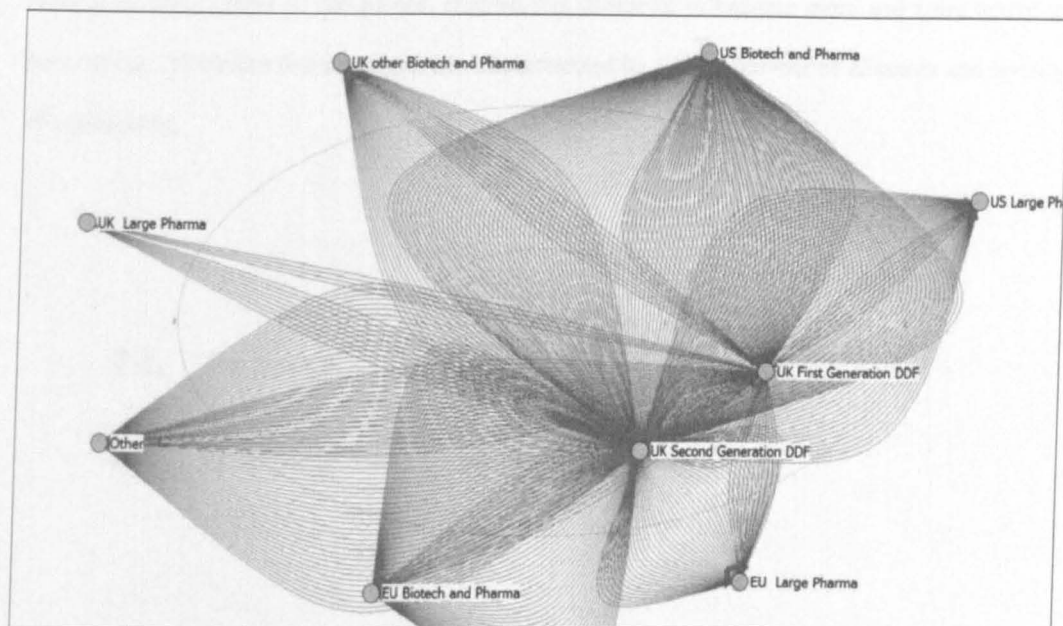 UK other Biotech and Pharma
US Biotech and Pharma
UK Large Pharma
US Large Ph
UK First Generation DDF
Other
UK Second Generation DDF
EU Biotech and Pharma
EU Large Pharma